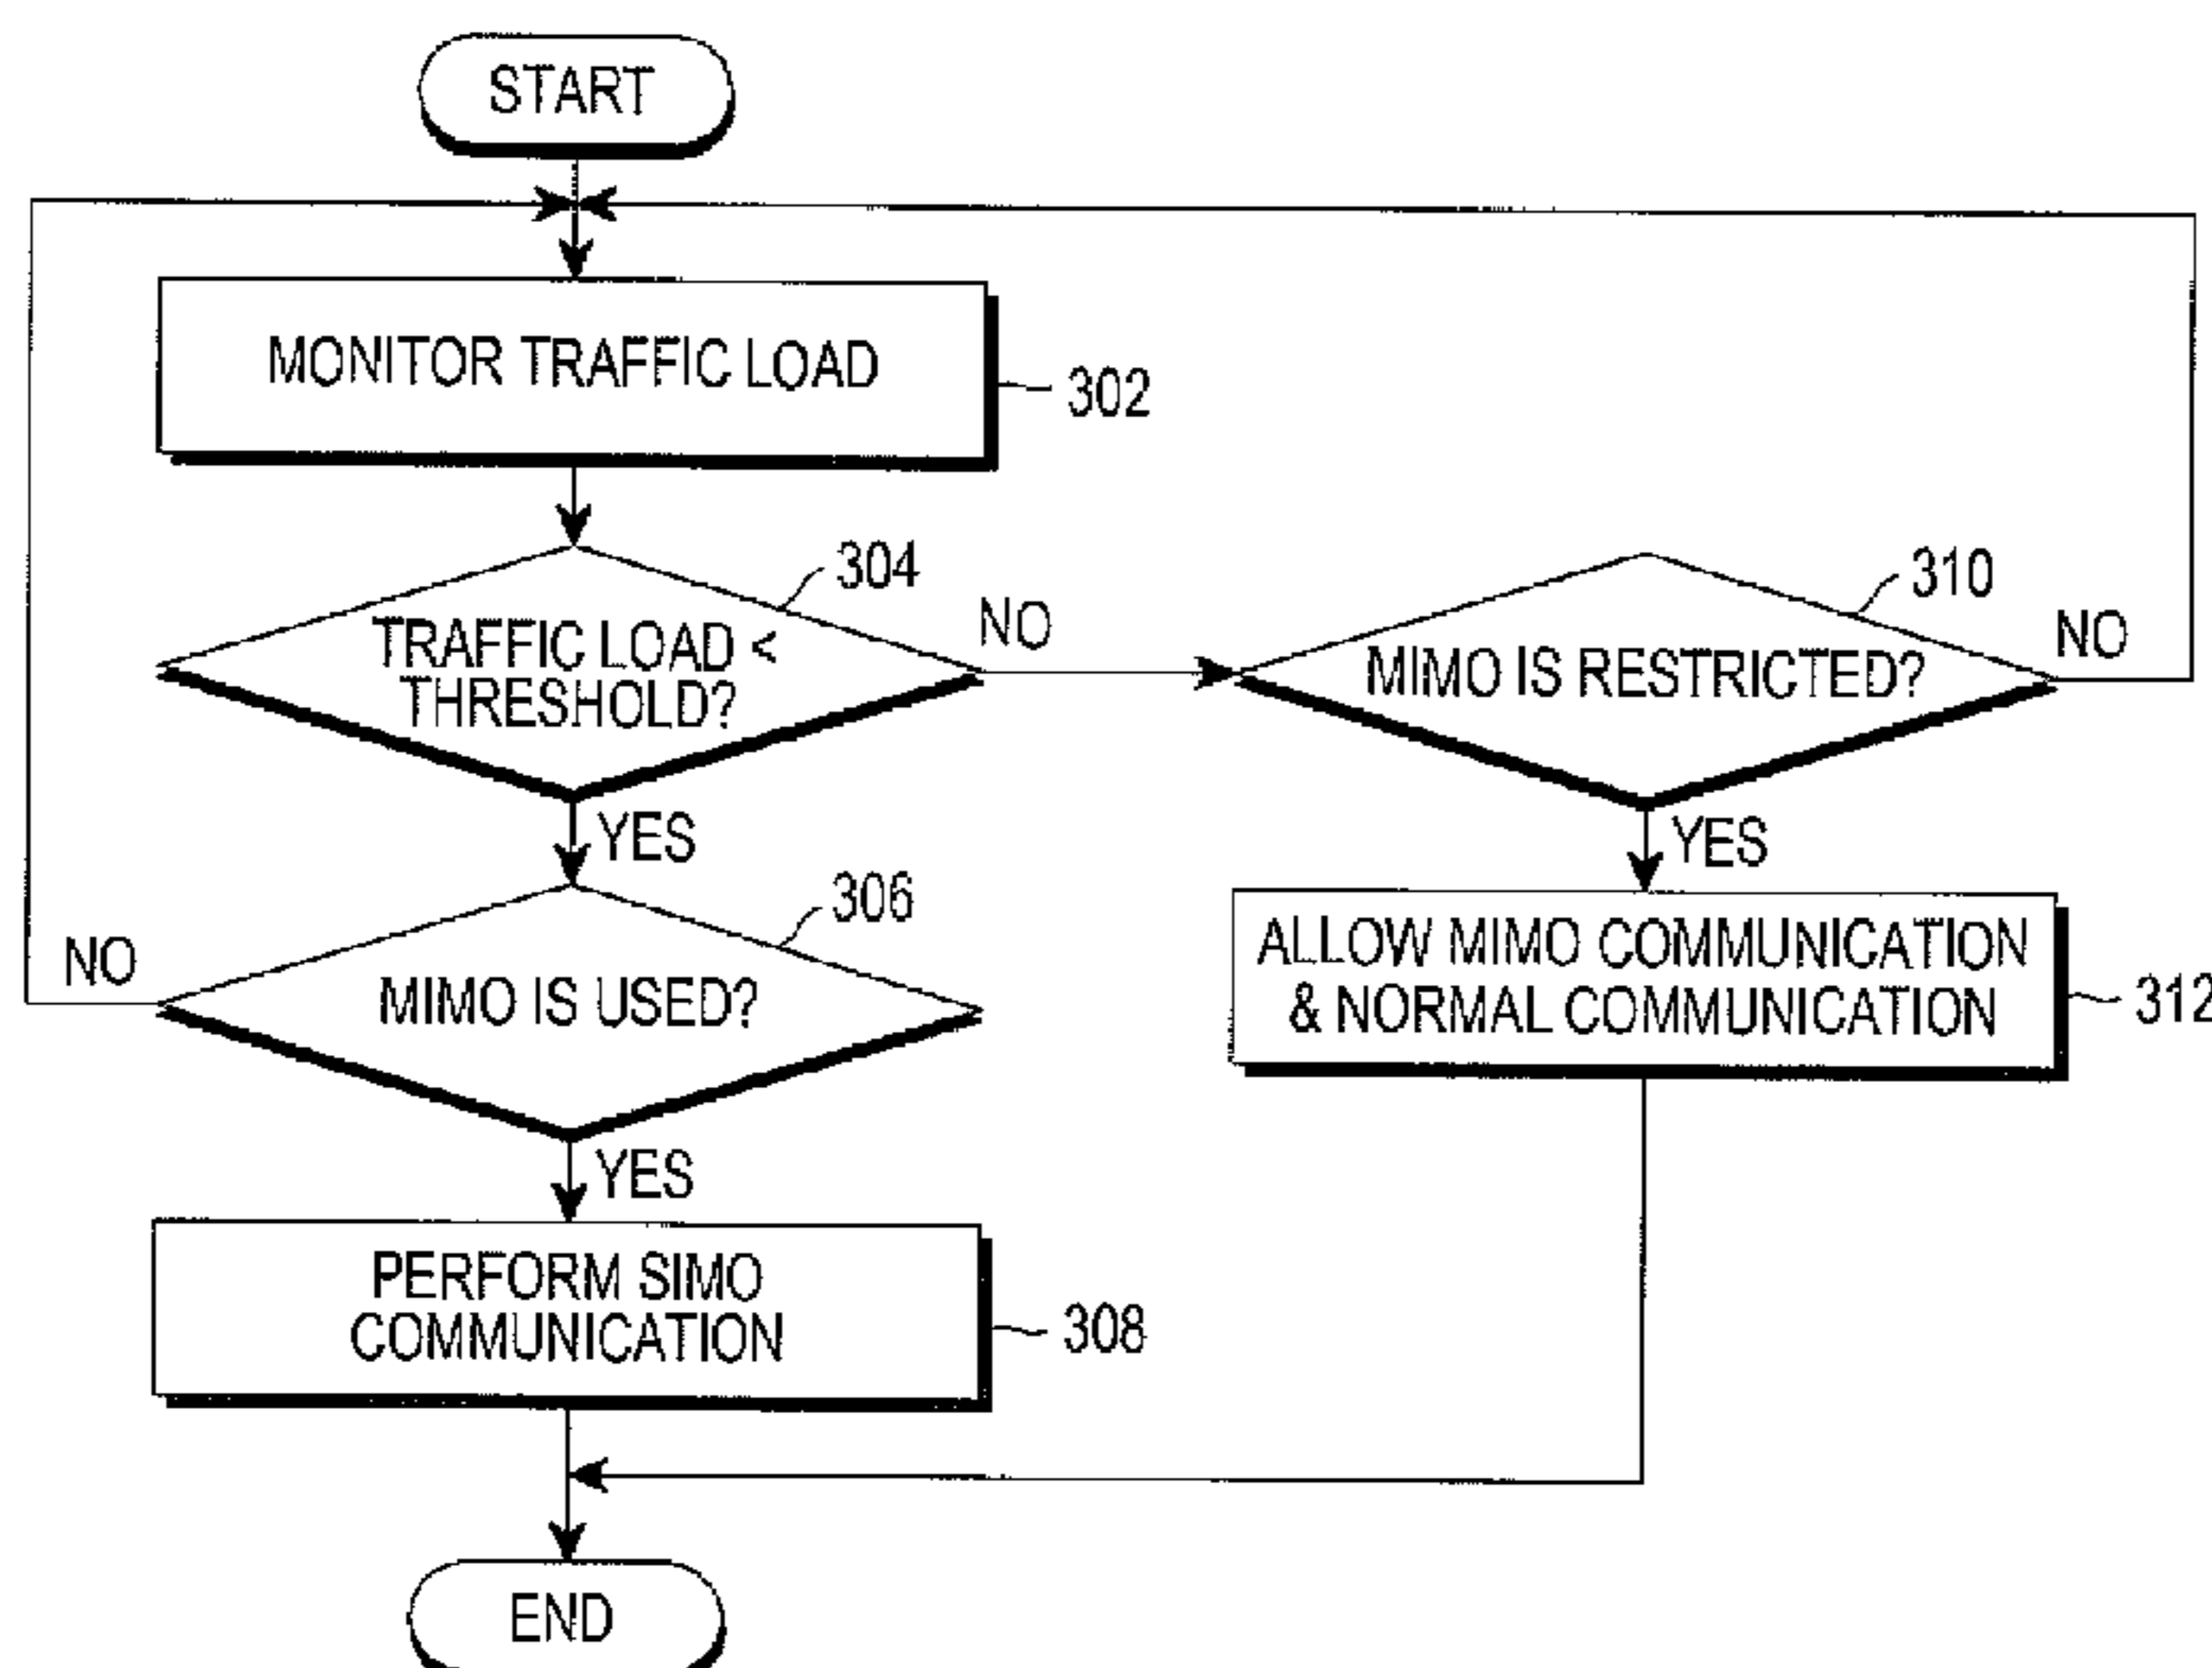 START
MONITOR TRAFFIC LOAD
302
304
TRAFFIC LOAD <
THRESHOLD?
NO
310
MIMO IS RESTRICTED?
NO
YES
YES
306
MIMO IS USED?
NO
ALLOW MIMO COMMUNICATION
& NORMAL COMMUNICATION
312
YES
PERFORM SIMO
COMMUNICATION
308
END